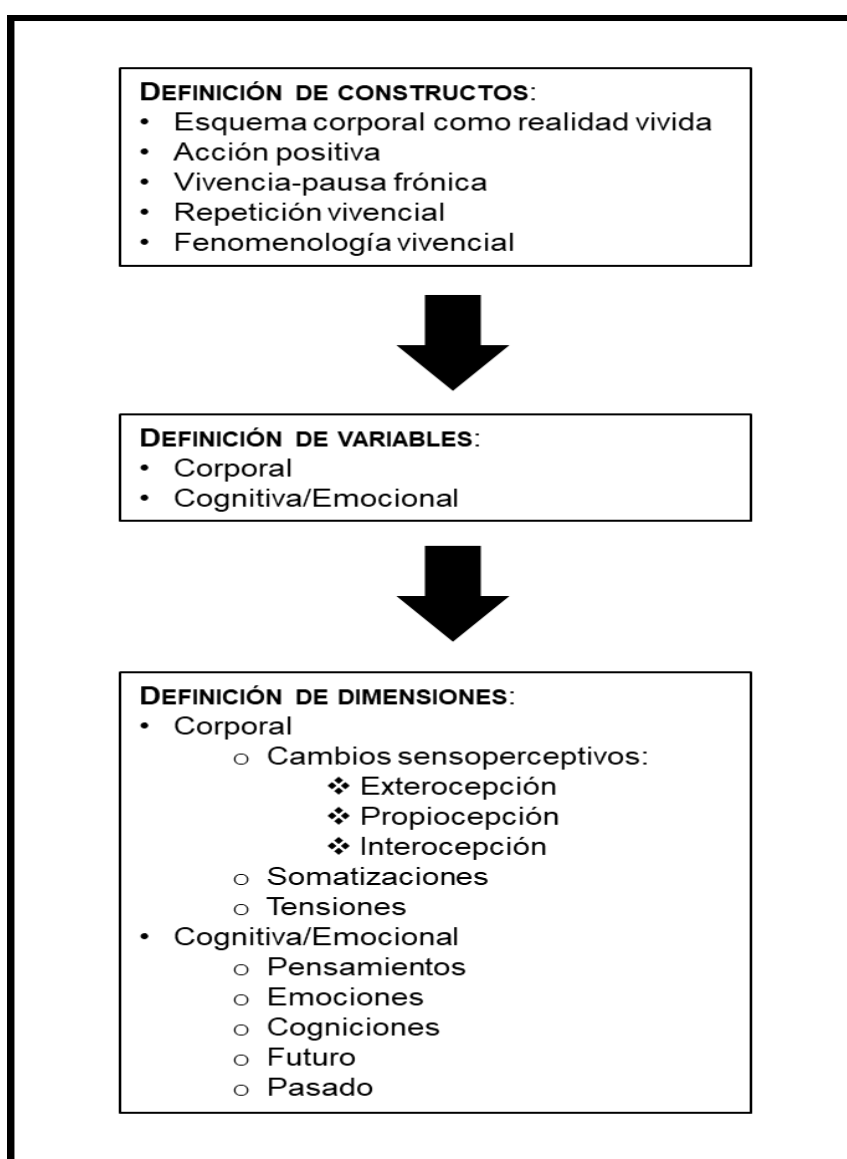 DEFINICIÓN DE CONSTRUCTOS:
• Esquema corporal como realidad vivida
• Acción positiva
• Vivencia-pausa frónica
• Repetición vivencial
• Fenomenología vivencial
DEFINICIÓN DE VARIABLES:
• Corporal
• Cognitiva/Emocional
DEFINICIÓN DE DIMENSIONES:
• Corporal
o Cambios sensoperceptivos:
❖ Exterocepción
❖ Propiocepción
❖ Interocepción
o Somatizaciones
o Tensiones
• Cognitiva/Emocional
o Pensamientos
o Emociones
o Cogniciones
o Futuro
o Pasado